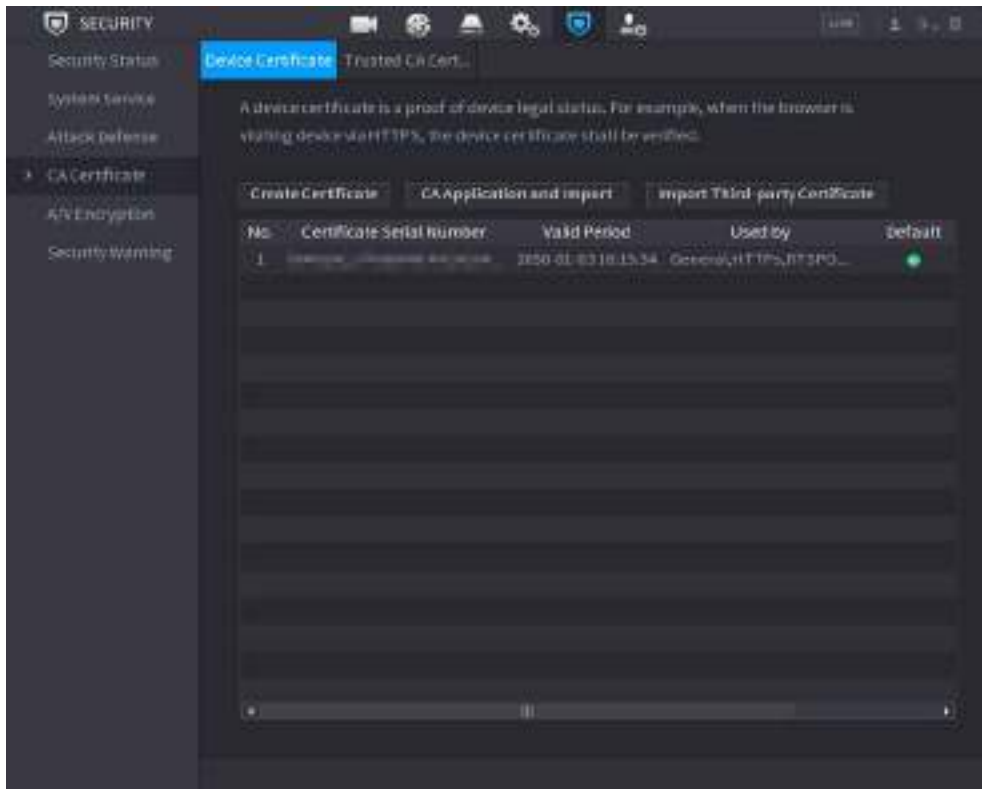 SECURITY
LIVE
Security Status
System Service
Attack Defense
CA Certificate
A/V Encryption
Security Warning
Device Certificate
Trusted CA Cert...
A device certificate is a proof of device legal status. For example, when the browser is
visiting device via HTTPS, the device certificate shall be verified.
Create Certificate
CA Application and Import
Import Third-party Certificate
No. Certificate Serial Number Valid Period Used by Default
1 General,HTTPS,RTSPO...